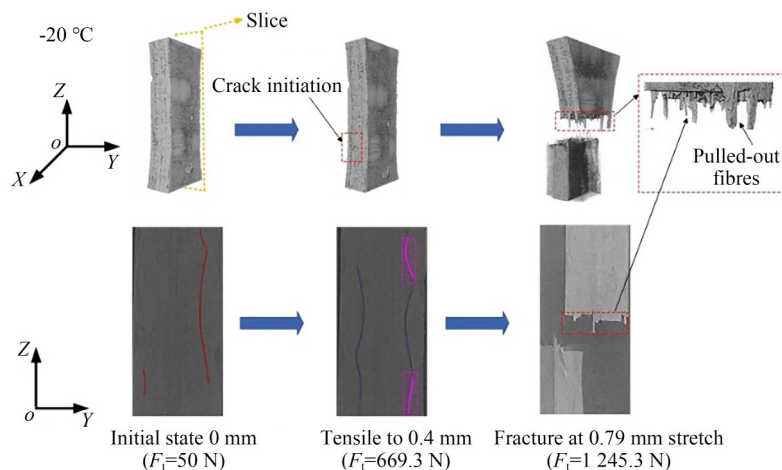 -20 ℃
Slice
Crack initiation
Z
o
Y
X
Pulled-out
fibres
Z
o
Y
Initial state 0 mm
(Fₜ=50 N)
Tensile to 0.4 mm
(Fₜ=669.3 N)
Fracture at 0.79 mm stretch
(Fₜ=1 245.3 N)